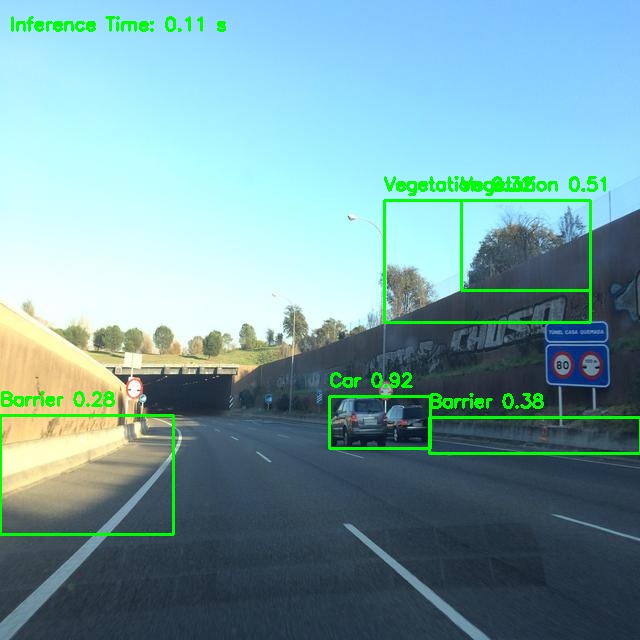 Inference Time: 0.11 s
Vegetation 0.51
TÚNEL CASA QUEMADA
80
Car 0.92
Barrier 0.28
Barrier 0.38